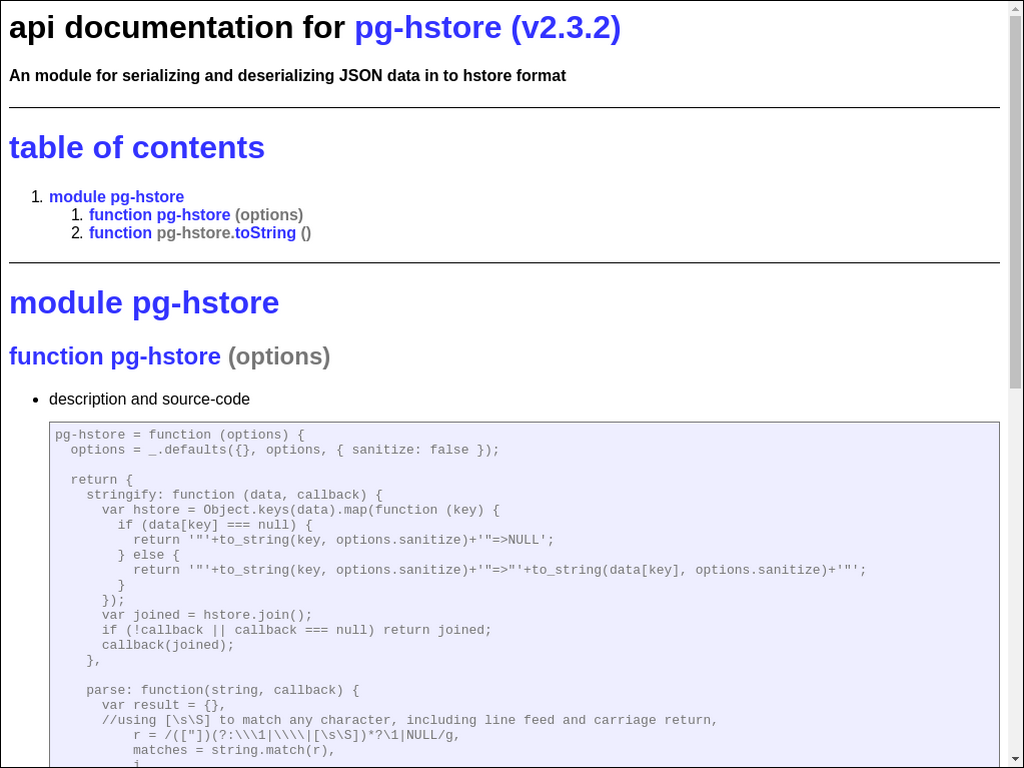 api documentation for pg-hstore (v2.3.2)
An module for serializing and deserializing JSON data in to hstore format
table of contents
1. module pg-hstore
1. function pg-hstore (options)
2. function pg-hstore.toString ()
module pg-hstore
function pg-hstore (options)
• description and source-code
pg-hstore = function (options) {
  options = _.defaults({}, options, { sanitize: false });
  return {
    stringify: function (data, callback) {
      var hstore = Object.keys(data).map(function (key) {
        if (data[key] === null) {
          return '"'+to_string(key, options.sanitize)+'"=>NULL';
        } else {
          return '"'+to_string(key, options.sanitize)+'"=>"'+to_string(data[key], options.sanitize)+'"';
        }
      });
      var joined = hstore.join();
      if (!callback || callback === null) return joined;
      callback(joined);
    },
    parse: function(string, callback) {
      var result = {},
      //using [\s\S] to match any character, including line feed and carriage return,
          r = /(["])(?:\\\1|\\\\|[\s\S])*?\1|NULL/g,
          matches = string.match(r),
          i